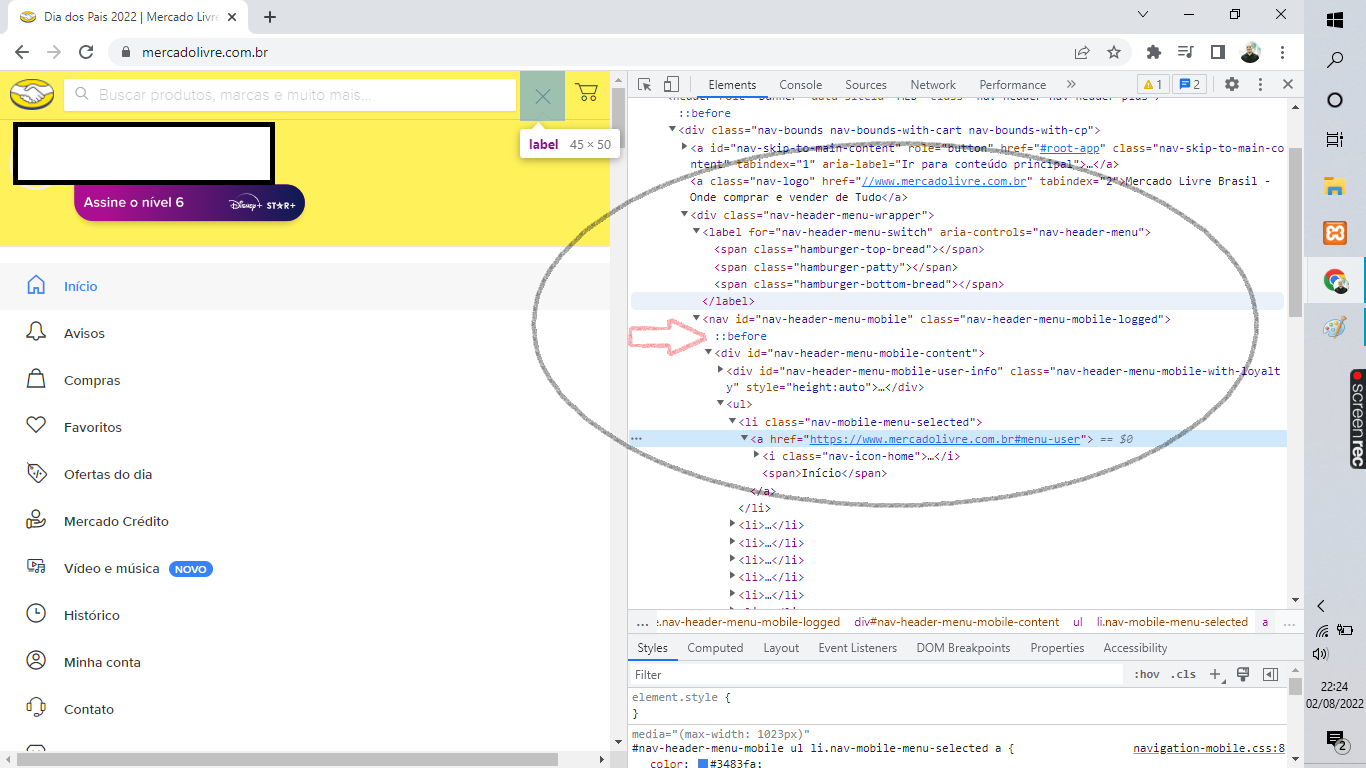 Dia dos Pais 2022 | Mercado Livre
mercadolivre.com.br
Buscar produtos, marcas e muito mais...
label 45 × 50
Assine o nível 6 Disney+ STAR+
Início
Avisos
Compras
Favoritos
Ofertas do dia
Mercado Crédito
Vídeo e música NOVO
Histórico
Minha conta
Contato
Elements Console Sources Network Performance » 1 2
::before
<div class="nav-bounds nav-bounds-with-cart nav-bounds-with-cp">
<a id="nav-skip-to-main-content" role="button" href="#root-app" class="nav-skip-to-main-co
ntent" tabindex="1" aria-label="Ir para conteúdo principal">…</a>
<a class="nav-logo" href="//www.mercadolivre.com.br" tabindex="2">Mercado Livre Brasil -
Onde comprar e vender de Tudo</a>
<div class="nav-header-menu-wrapper">
<label for="nav-header-menu-switch" aria-controls="nav-header-menu">
<span class="hamburger-top-bread"></span>
<span class="hamburger-patty"></span>
<span class="hamburger-bottom-bread"></span>
</label>
<nav id="nav-header-menu-mobile" class="nav-header-menu-mobile-logged">
::before
<div id="nav-header-menu-mobile-content">
<div id="nav-header-menu-mobile-user-info" class="nav-header-menu-mobile-with-loyalt
y" style="height:auto">…</div>
<ul>
<li class="nav-mobile-menu-selected">
<a href="https://www.mercadolivre.com.br#menu-user"> == $0
<i class="nav-icon-home">…</i>
<span>Início</span>
</a>
</li>
<li>…</li>
<li>…</li>
<li>…</li>
<li>…</li>
<li>…</li>
… e.nav-header-menu-mobile-logged div#nav-header-menu-mobile-content ul li.nav-mobile-menu-selected a …
Styles Computed Layout Event Listeners DOM Breakpoints Properties Accessibility
Filter :hov .cls +
element.style {
}
media="(max-width: 1023px)"
#nav-header-menu-mobile ul li.nav-mobile-menu-selected a { navigation-mobile.css:8
color: #3483fa;
screenrec
22:24
02/08/2022
2